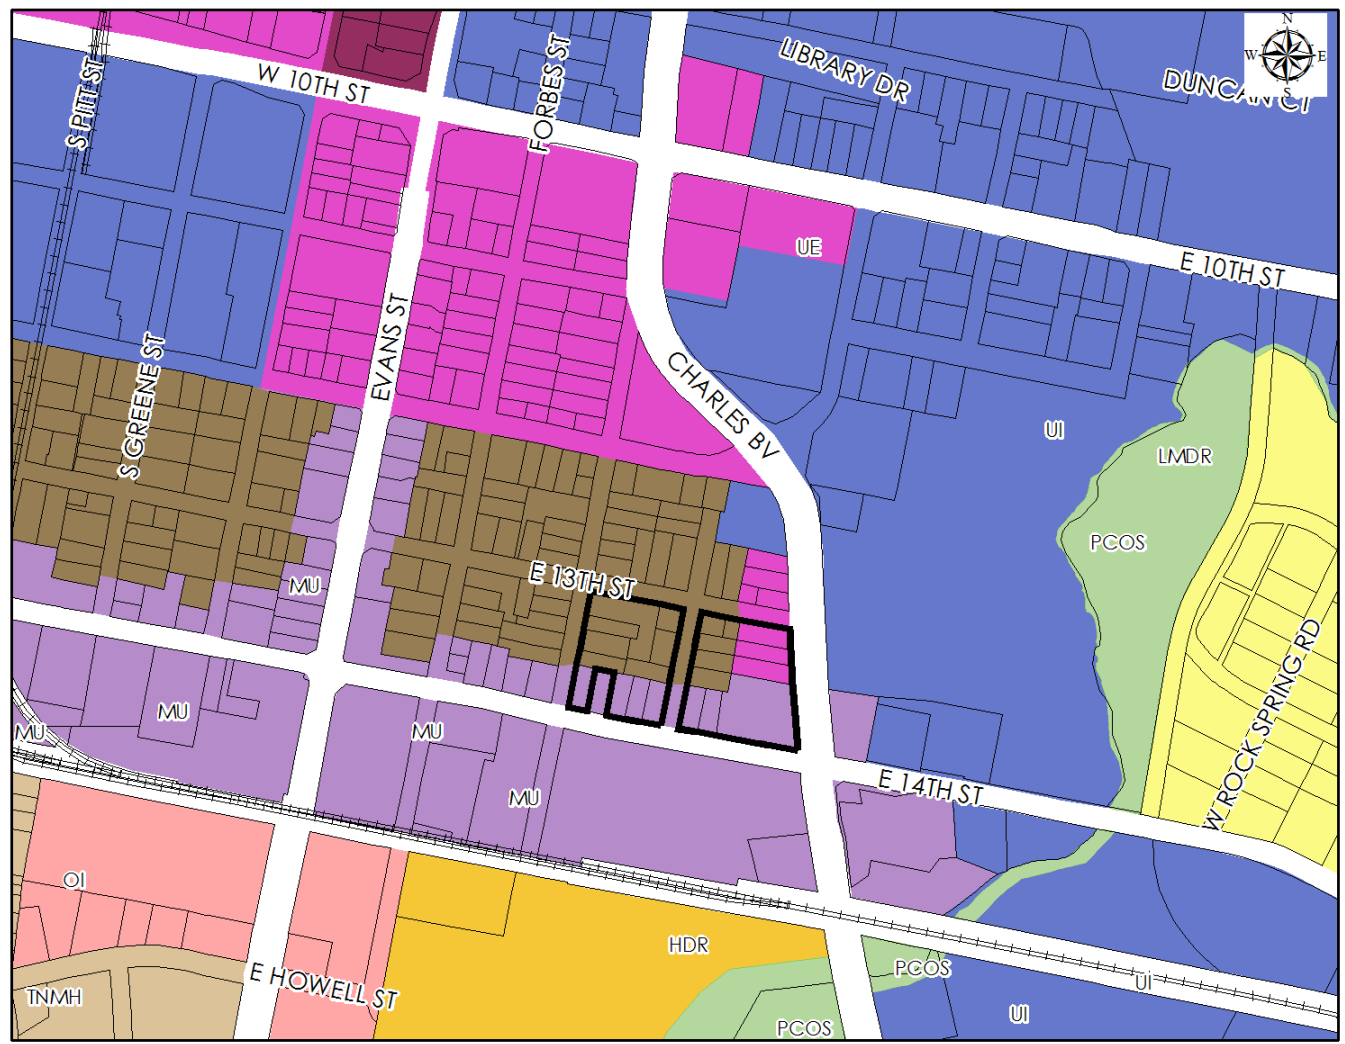 N
W E
S
LIBRARY DR
DUNCAN CT
W 10TH ST
FORBES ST
S PITT ST
UE
E 10TH ST
EVANS ST
S GREENE ST
CHARLES BV
UI
LMDR
PCOS
E 13TH ST
MU
W ROCK SPRING RD
MU
MU
MU
MU
E 14TH ST
OI
HDR
PCOS
E HOWELL ST
UI
TNMH
UI
PCOS